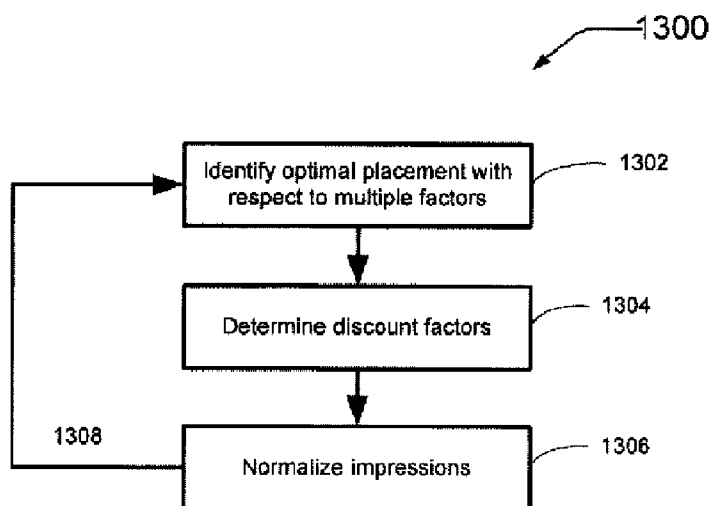 1300
Identify optimal placement with
respect to multiple factors
1302
Determine discount factors
1304
1308
Normalize impressions
1306